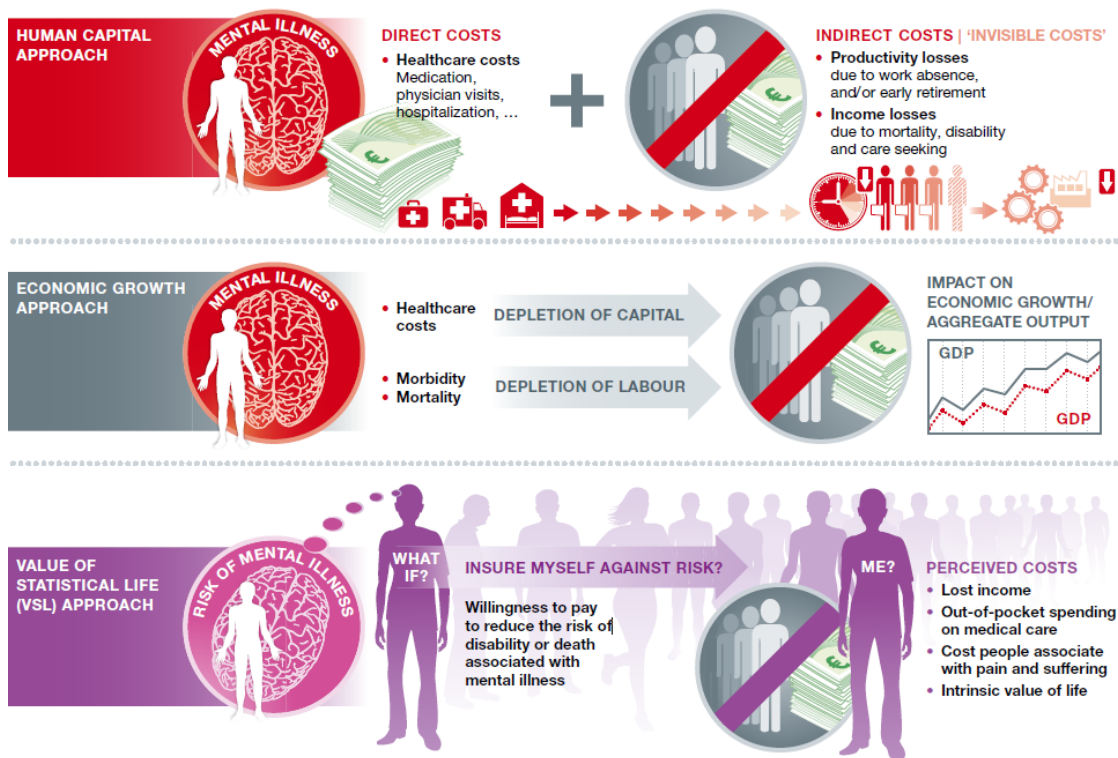 HUMAN CAPITAL
APPROACH
MENTAL ILLNESS
DIRECT COSTS
• Healthcare costs
Medication,
physician visits,
hospitalization, …
INDIRECT COSTS | ‘INVISIBLE COSTS’
• Productivity losses
due to work absence,
and/or early retirement
• Income losses
due to mortality, disability
and care seeking
ECONOMIC GROWTH
APPROACH
MENTAL ILLNESS
• Healthcare
costs
DEPLETION OF CAPITAL
• Morbidity
• Mortality
DEPLETION OF LABOUR
IMPACT ON
ECONOMIC GROWTH/
AGGREGATE OUTPUT
GDP
GDP
VALUE OF
STATISTICAL LIFE
(VSL) APPROACH
RISK OF MENTAL ILLNESS
WHAT
IF?
INSURE MYSELF AGAINST RISK?
Willingness to pay
to reduce the risk of
disability or death
associated with
mental illness
ME?
PERCEIVED COSTS
• Lost income
• Out-of-pocket spending
on medical care
• Cost people associate
with pain and suffering
• Intrinsic value of life